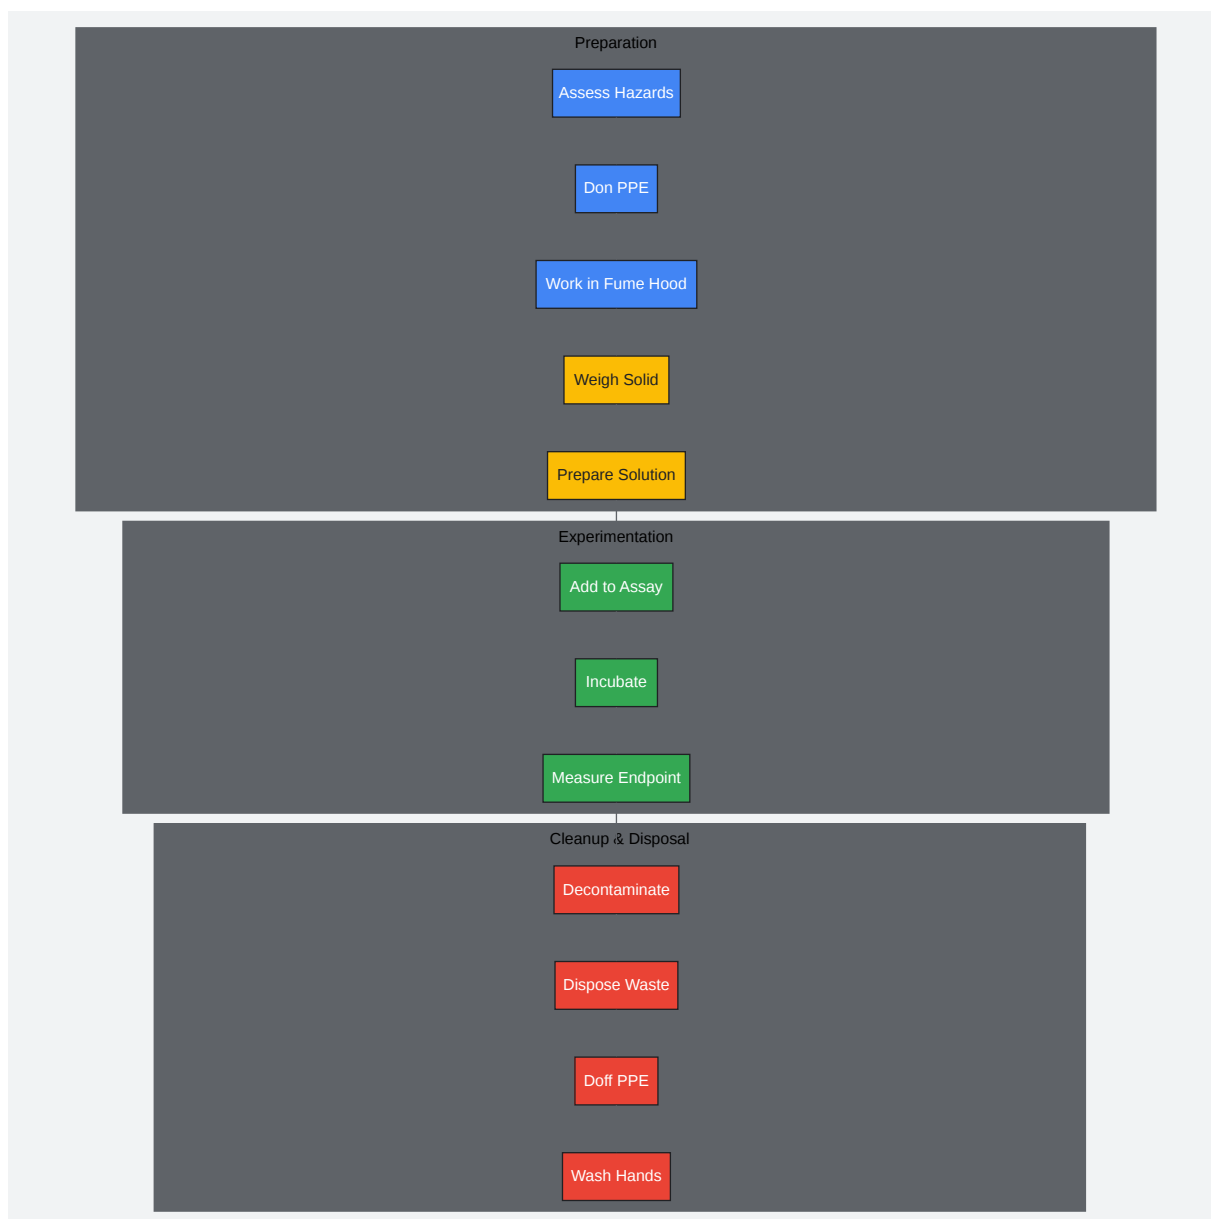 Preparation
Assess Hazards
Don PPE
Work in Fume Hood
Weigh Solid
Prepare Solution
Experimentation
Add to Assay
Incubate
Measure Endpoint
Cleanup & Disposal
Decontaminate
Dispose Waste
Doff PPE
Wash Hands